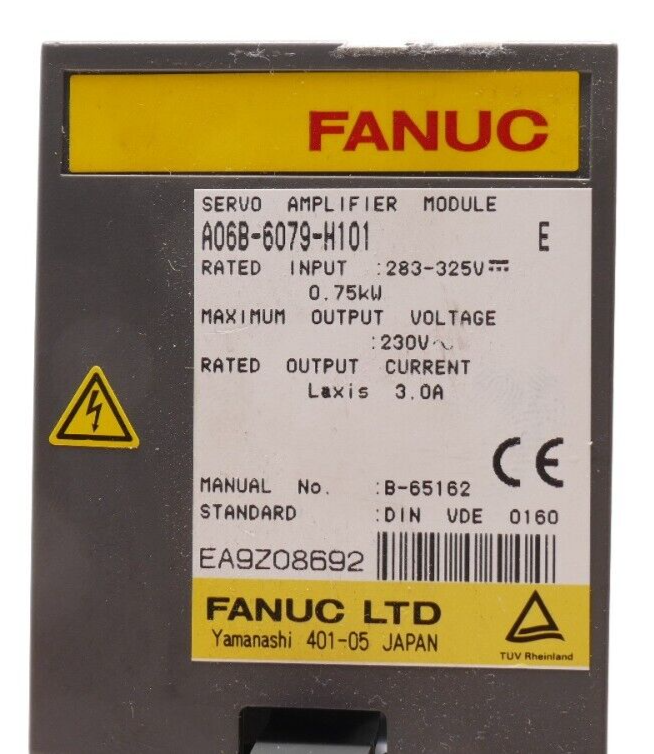 FANUC
SERVO AMPLIFIER MODULE
A06B-6079-H101 E
RATED INPUT :283-325V⎓
0.75kW
MAXIMUM OUTPUT VOLTAGE
:230V~
RATED OUTPUT CURRENT
Laxis 3.0A
CE
MANUAL No. :B-65162
STANDARD :DIN VDE 0160
EA9Z08692
FANUC LTD
Yamanashi 401-05 JAPAN
TÜV Rheinland